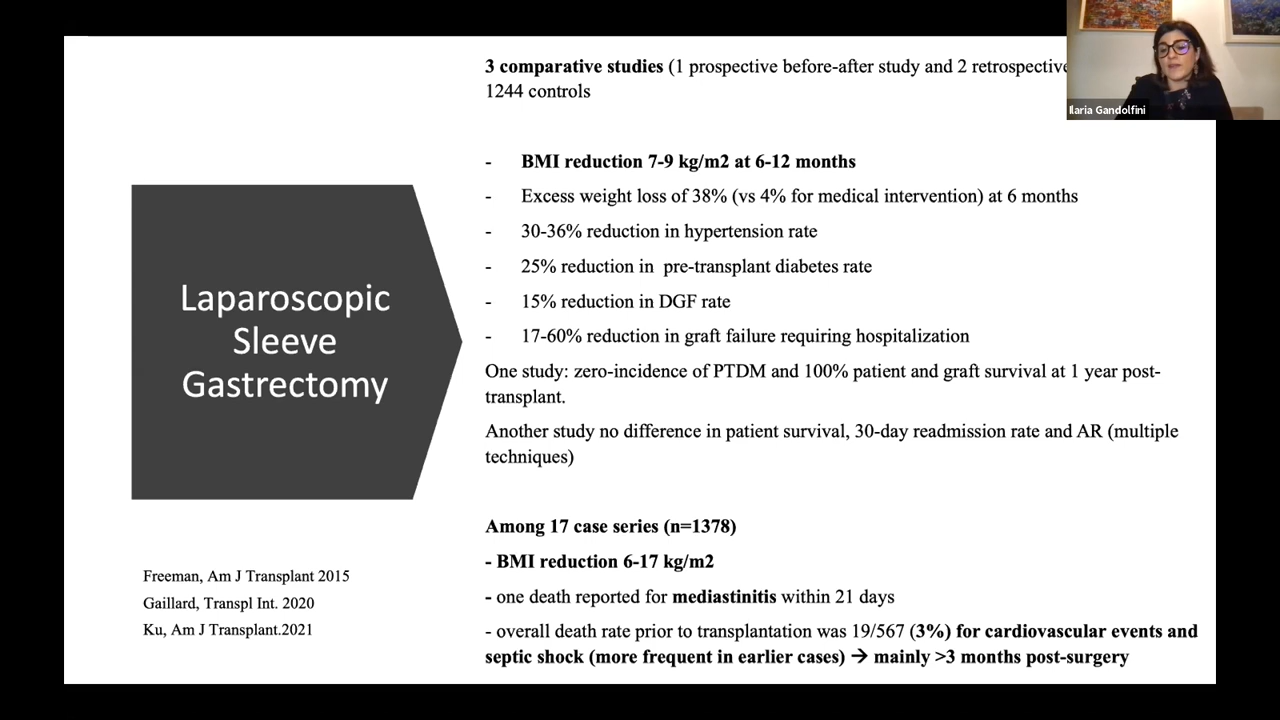 3 comparative studies (1 prospective before-after study and 2 retrospective
1244 controls
Ilaria Gandolfini
- BMI reduction 7-9 kg/m2 at 6-12 months
- Excess weight loss of 38% (vs 4% for medical intervention) at 6 months
- 30-36% reduction in hypertension rate
- 25% reduction in pre-transplant diabetes rate
- 15% reduction in DGF rate
- 17-60% reduction in graft failure requiring hospitalization
One study: zero-incidence of PTDM and 100% patient and graft survival at 1 year post-
transplant.
Another study no difference in patient survival, 30-day readmission rate and AR (multiple
techniques)
Laparoscopic
Sleeve
Gastrectomy
Among 17 case series (n=1378)
- BMI reduction 6-17 kg/m2
- one death reported for mediastinitis within 21 days
- overall death rate prior to transplantation was 19/567 (3%) for cardiovascular events and
septic shock (more frequent in earlier cases) → mainly >3 months post-surgery
Freeman, Am J Transplant 2015
Gaillard, Transpl Int. 2020
Ku, Am J Transplant.2021